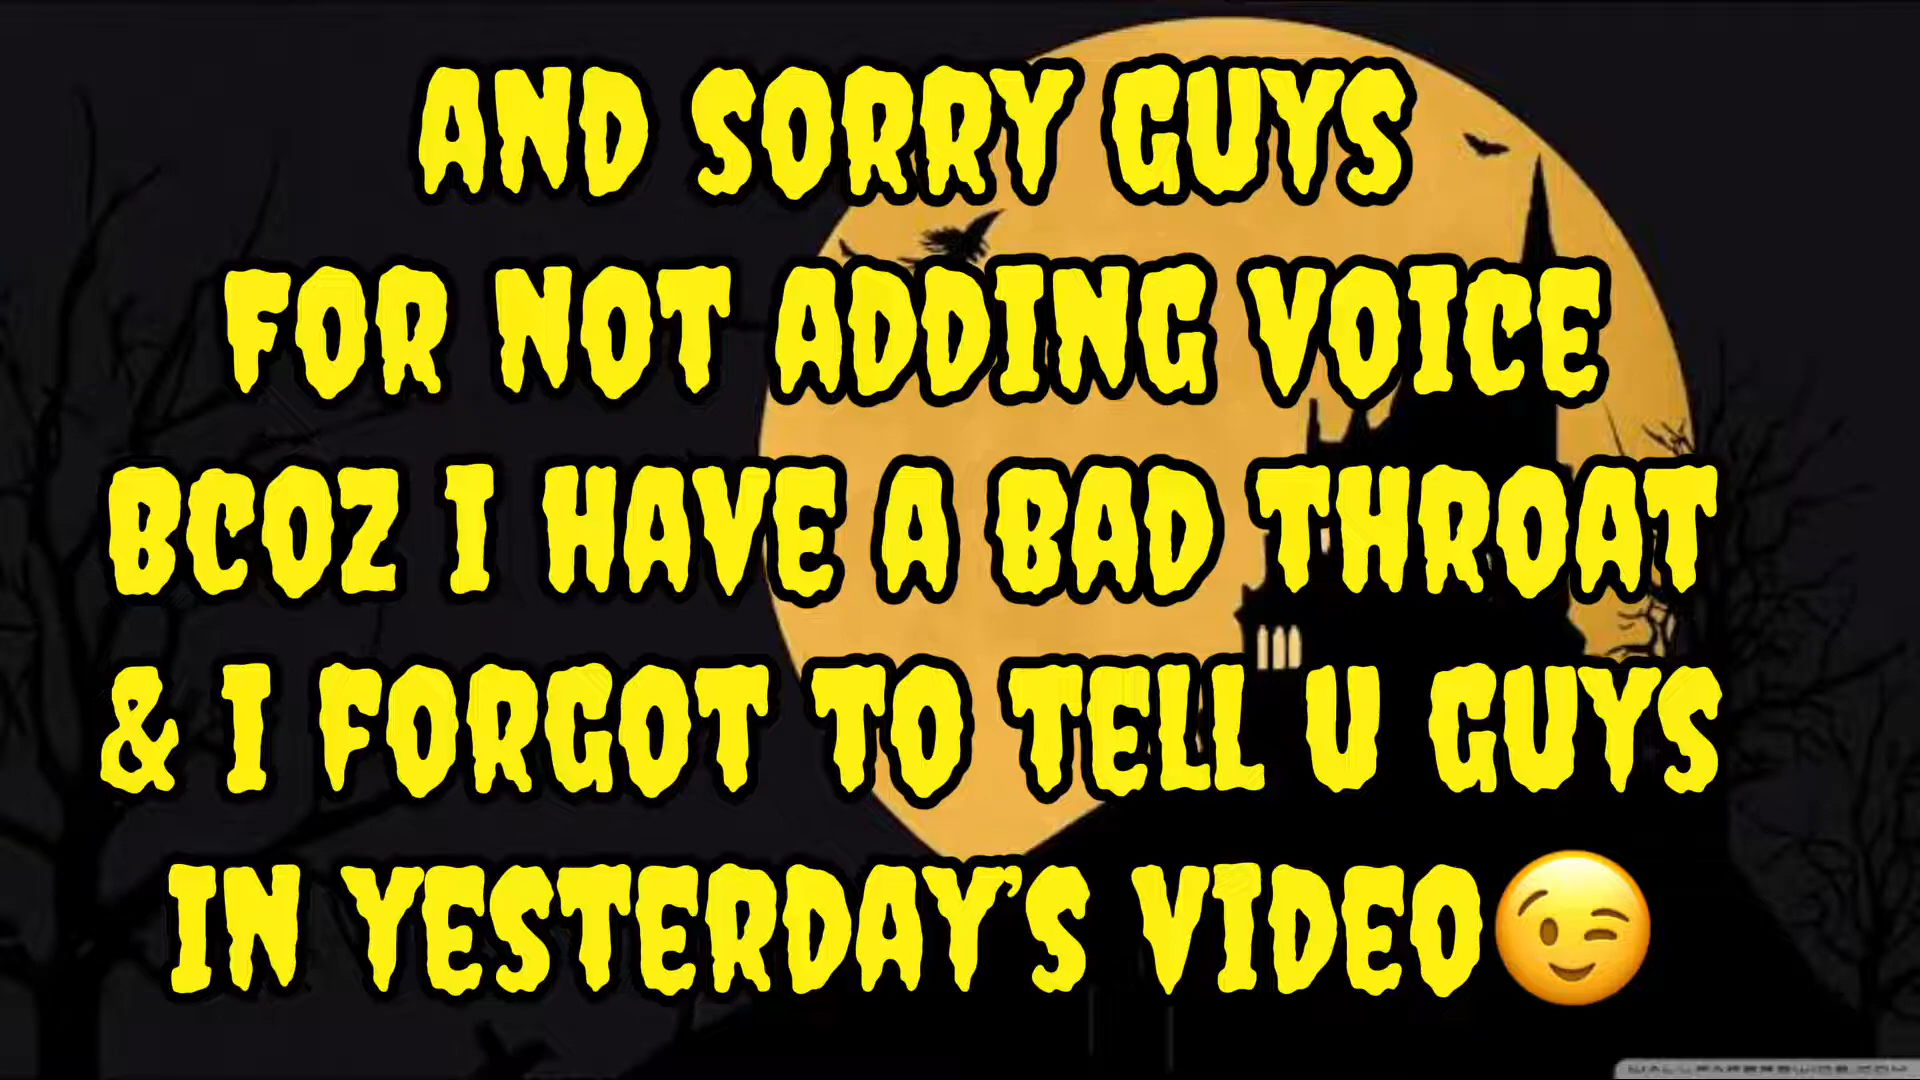 AND SORRY GUYS
FOR NOT ADDING VOICE
BCOZ I HAVE A BAD THROAT
& I FORGOT TO TELL U GUYS
IN YESTERDAY'S VIDEO😉